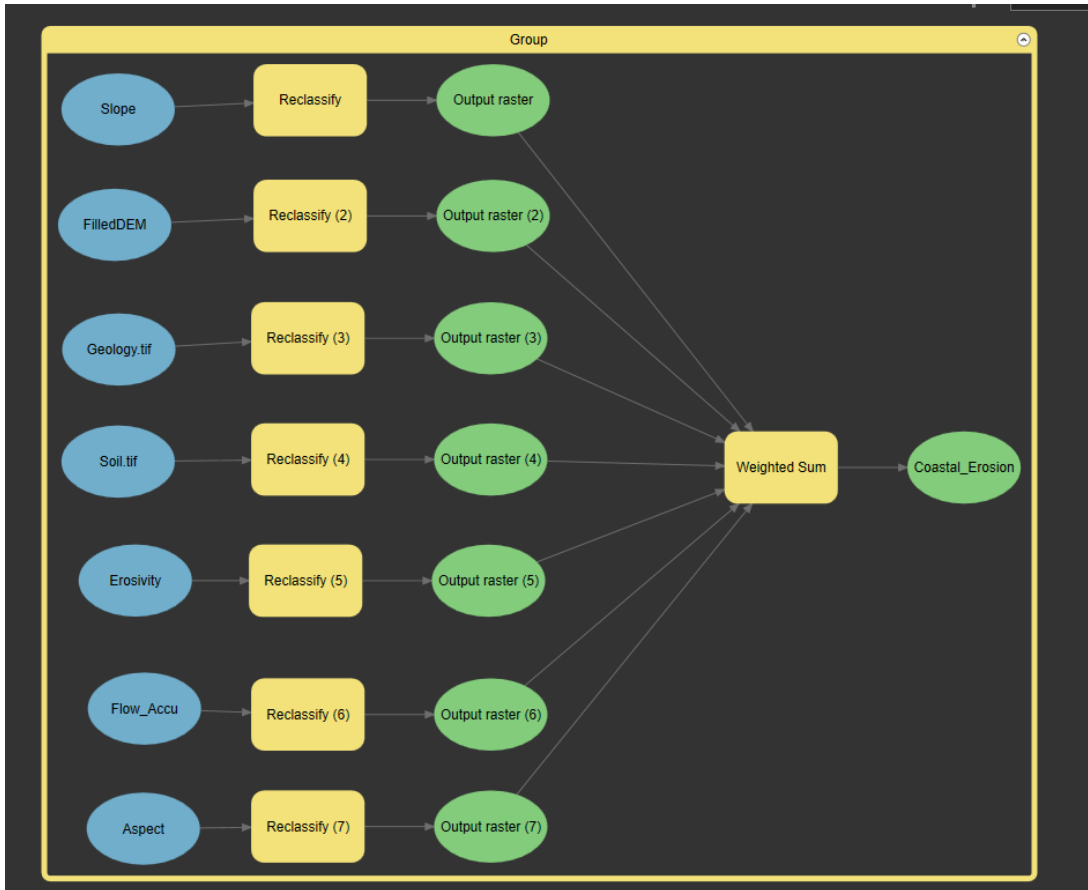 Group
Slope
Reclassify
Output raster
FilledDEM
Reclassify (2)
Output raster (2)
Geology.tif
Reclassify (3)
Output raster (3)
Soil.tif
Reclassify (4)
Output raster (4)
Weighted Sum
Coastal_Erosion
Erosivity
Reclassify (5)
Output raster (5)
Flow_Accu
Reclassify (6)
Output raster (6)
Aspect
Reclassify (7)
Output raster (7)